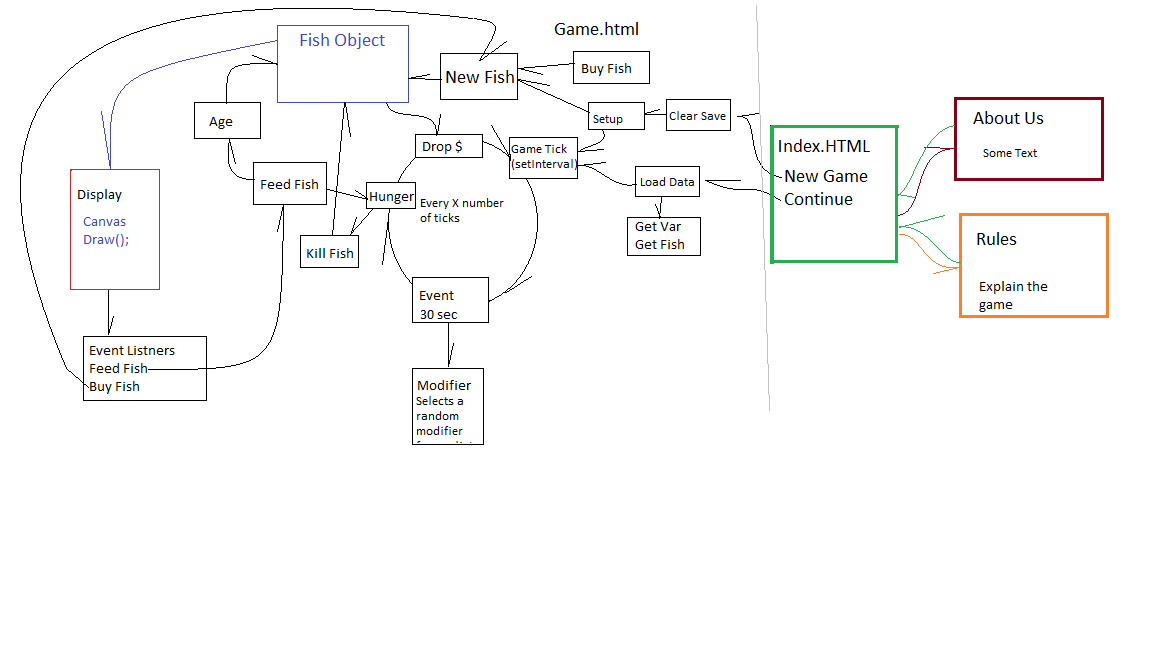 Game.html
Fish Object
New Fish
Buy Fish
Age
Setup
Clear Save
Drop $
Game Tick
(setInterval)
Feed Fish
Hunger
Every X number
of ticks
Load Data
Get Var
Get Fish
Kill Fish
Display
Canvas
Draw();
Event
30 sec
Event Listners
Feed Fish
Buy Fish
Modifier
Selects a
random
modifier
Index.HTML
New Game
Continue
About Us
Some Text
Rules
Explain the
game